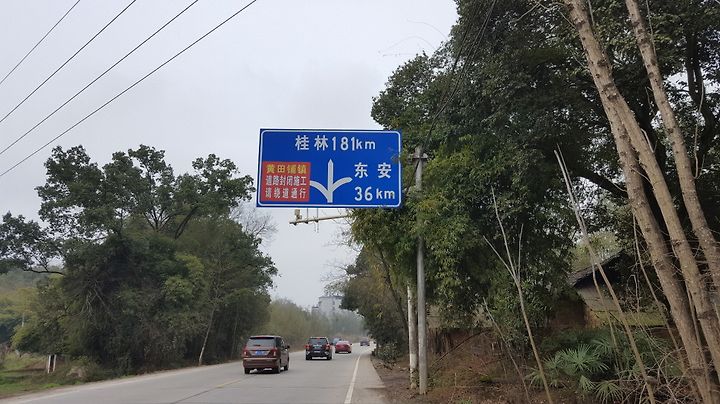 桂林181km
黄田铺镇
道路封闭施工
请绕道通行
东安
36km